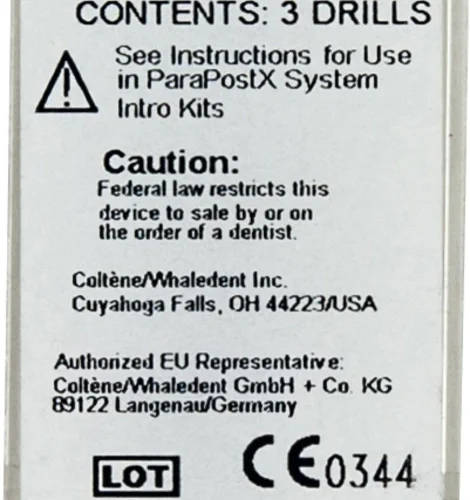 CONTENTS: 3 DRILLS
See Instructions for Use
in ParaPostX System
Intro Kits
Caution:
Federal law restricts this
device to sale by or on
the order of a dentist.
Coltène/Whaledent Inc.
Cuyahoga Falls, OH 44223/USA
Authorized EU Representative:
Coltène/Whaledent GmbH + Co. KG
89122 Langenau/Germany
LOT CE0344